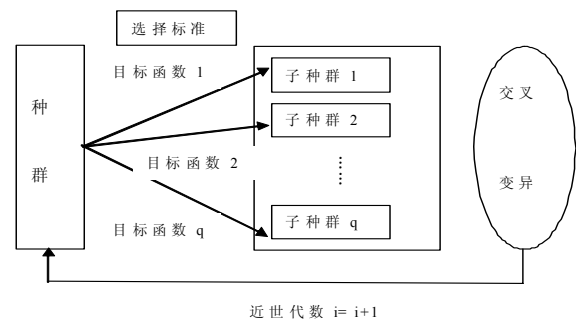 选择标准
目标函数 1
种
群
子种群 1
子种群 2
目标函数 2
……
子种群 q
目标函数 q
交叉
变异
近世代数 i= i+1